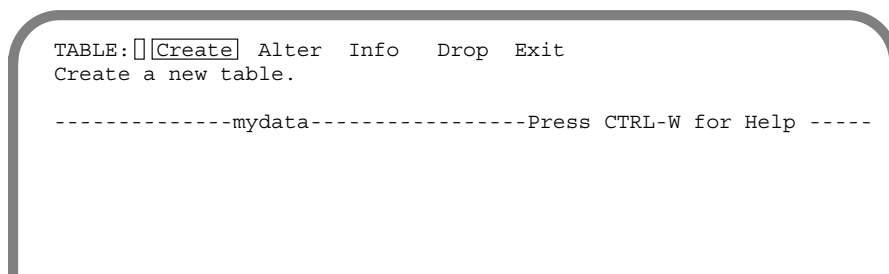 TABLE: Create Alter Info Drop Exit
Create a new table.
--------------mydata-----------------Press CTRL-W for Help -----